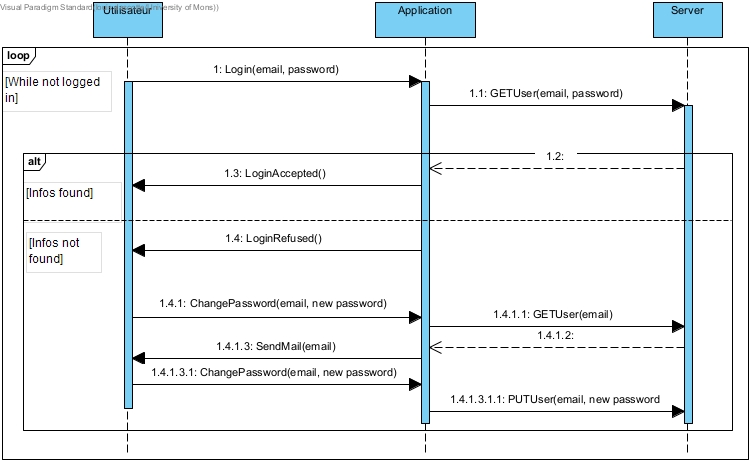 Visual Paradigm Standard University of Mons))
Utilisateur
Application
Server
loop
[While not logged
in]
1: Login(email, password)
1.1: GETUser(email, password)
alt
1.2:
1.3: LoginAccepted()
[Infos found]
[Infos not
found]
1.4: LoginRefused()
1.4.1: ChangePassword(email, new password)
1.4.1.1: GETUser(email)
1.4.1.2:
1.4.1.3: SendMail(email)
1.4.1.3.1: ChangePassword(email, new password)
1.4.1.3.1.1: PUTUser(email, new password